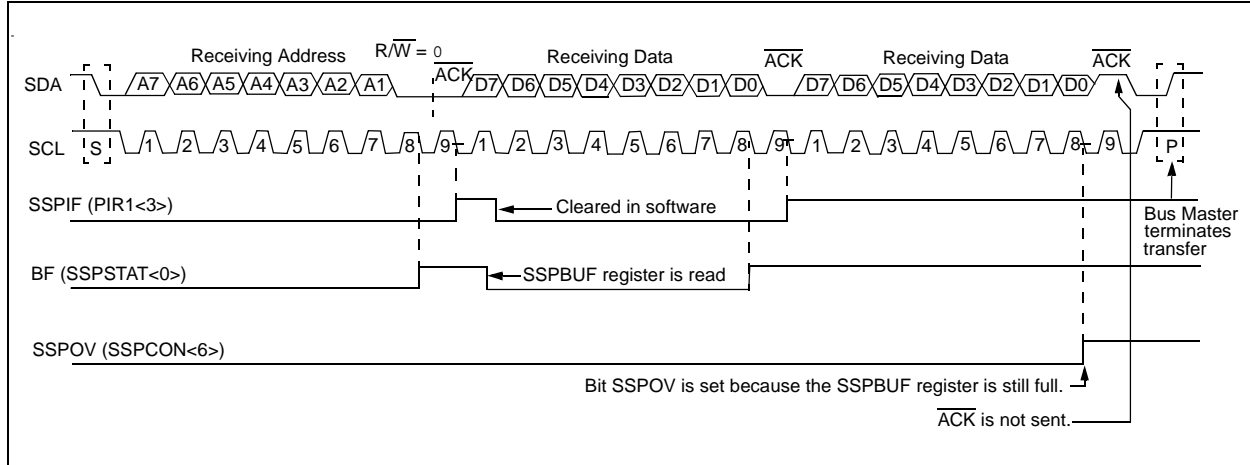 Receiving Address R/W = 0 Receiving Data ACK Receiving Data ACK
ACK
SDA A7 A6 A5 A4 A3 A2 A1 D7 D6 D5 D4 D3 D2 D1 D0 D7 D6 D5 D4 D3 D2 D1 D0
SCL S 1 2 3 4 5 6 7 8 9 1 2 3 4 5 6 7 8 9 1 2 3 4 5 6 7 8 9 P
SSPIF (PIR1<3>)
Cleared in software
Bus Master
terminates
transfer
BF (SSPSTAT<0>)
SSPBUF register is read
SSPOV (SSPCON<6>)
Bit SSPOV is set because the SSPBUF register is still full.
ACK is not sent.